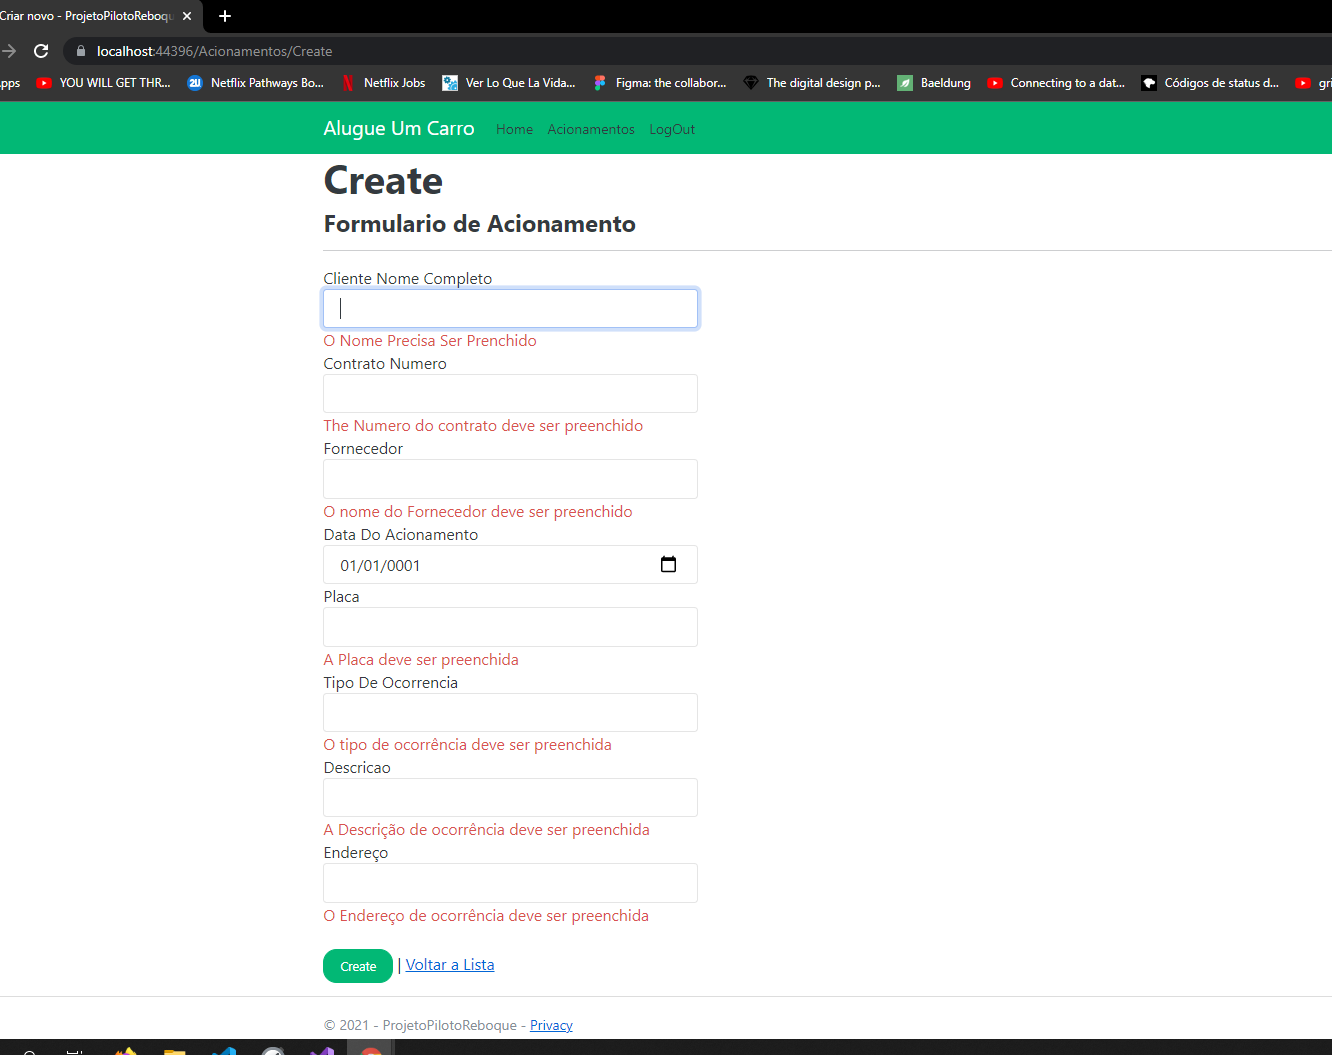 Criar novo - ProjetoPilotoReboqu
localhost:44396/Acionamentos/Create
pps YOU WILL GET THR... Netflix Pathways Bo... Netflix Jobs Ver Lo Que La Vida... Figma: the collabor... The digital design p... Baeldung Connecting to a dat... Códigos de status d... gri
Alugue Um Carro Home Acionamentos LogOut
Create
Formulario de Acionamento
Cliente Nome Completo
O Nome Precisa Ser Prenchido
Contrato Numero
The Numero do contrato deve ser preenchido
Fornecedor
O nome do Fornecedor deve ser preenchido
Data Do Acionamento
01/01/0001
Placa
A Placa deve ser preenchida
Tipo De Ocorrencia
O tipo de ocorrência deve ser preenchida
Descricao
A Descrição de ocorrência deve ser preenchida
Endereço
O Endereço de ocorrência deve ser preenchida
Create | Voltar a Lista
© 2021 - ProjetoPilotoReboque - Privacy